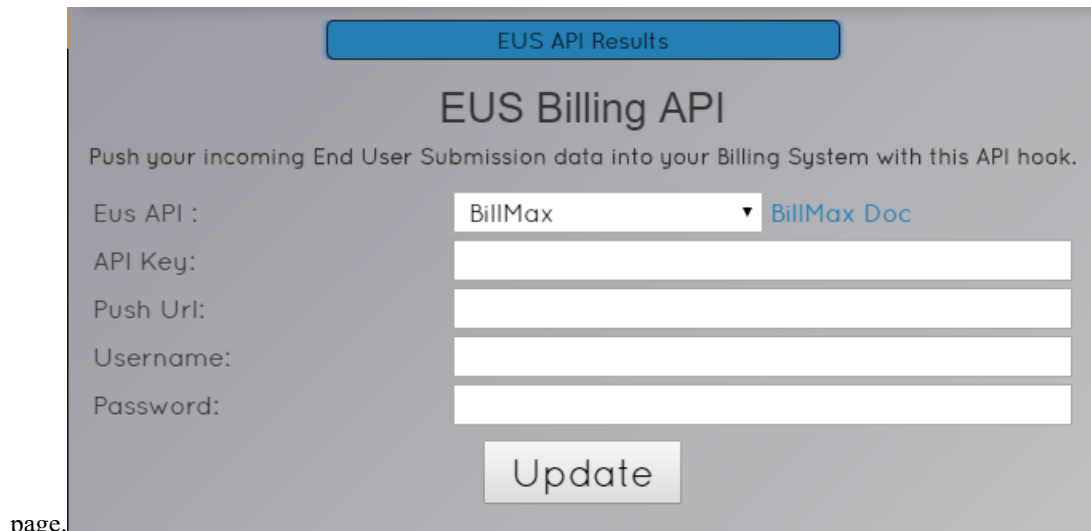 EUS API Results
EUS Billing API
Push your incoming End User Submission data into your Billing System with this API hook.
Eus API : BillMax BillMax Doc
API Key:
Push Url:
Username:
Password:
Update
page.